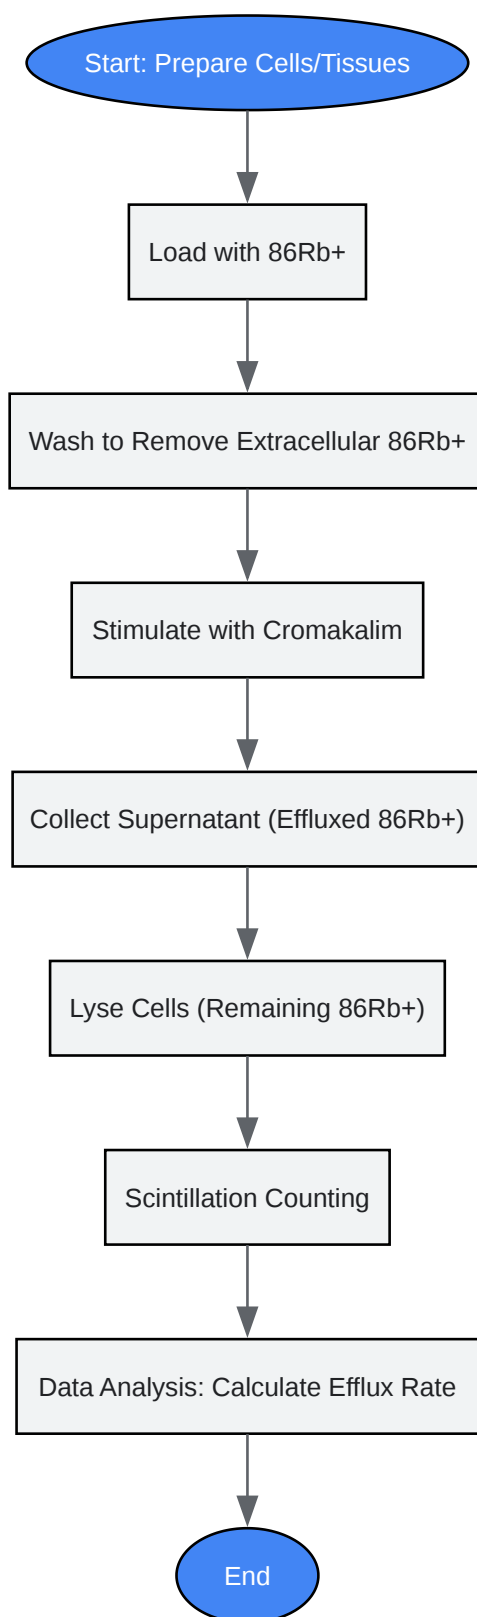 Start: Prepare Cells/Tissues
Load with 86Rb+
Wash to Remove Extracellular 86Rb+
Stimulate with Cromakalim
Collect Supernatant (Effluxed 86Rb+)
Lyse Cells (Remaining 86Rb+)
Scintillation Counting
Data Analysis: Calculate Efflux Rate
End